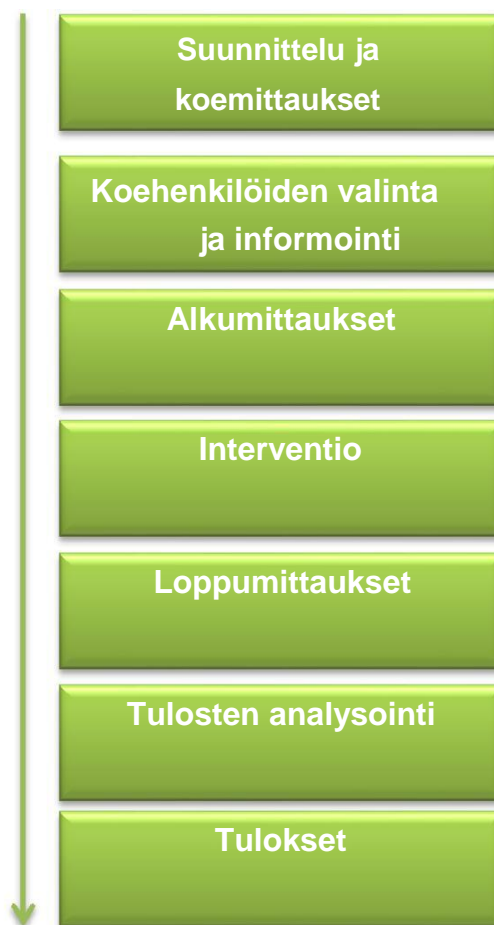 Suunnittelu ja
koemittaukset
Koehenkilöiden valinta
ja informointi
Alkumittaukset
Interventio
Loppumittaukset
Tulosten analysointi
Tulokset